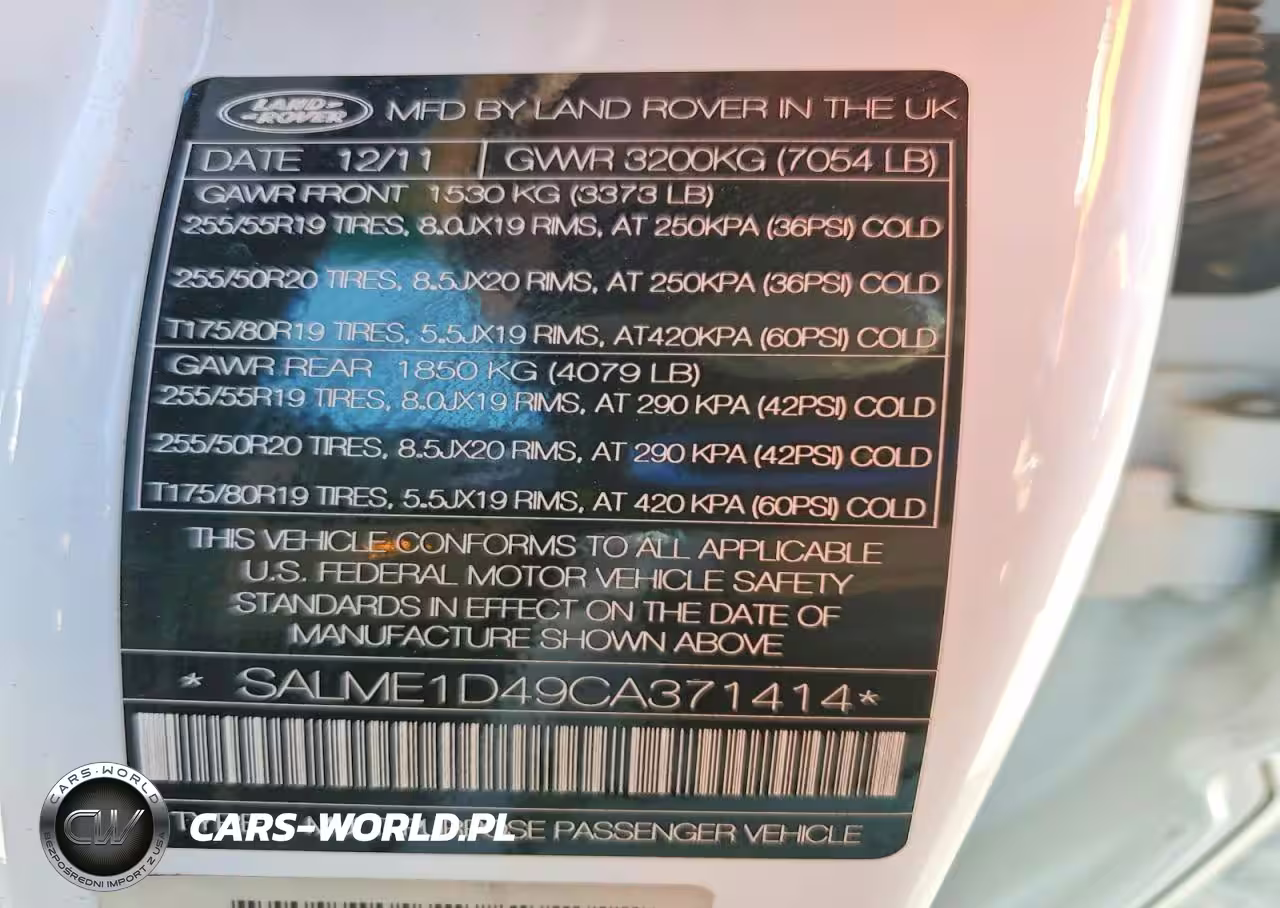 LAND ROVER MFD BY LAND ROVER IN THE UK
DATE 12/11 GVWR 3200KG (7054 LB)
GAWR FRONT 1530 KG (3373 LB)
255/55R19 TIRES, 8.0JX19 RIMS, AT 250KPA (36PSI) COLD
255/50R20 TIRES, 8.5JX20 RIMS, AT 250KPA (36PSI) COLD
T175/80R19 TIRES, 5.5JX19 RIMS, AT420KPA (60PSI) COLD
GAWR REAR 1850 KG (4079 LB)
255/55R19 TIRES, 8.0JX19 RIMS, AT 290 KPA (42PSI) COLD
255/50R20 TIRES, 8.5JX20 RIMS, AT 290 KPA (42PSI) COLD
T175/80R19 TIRES, 5.5JX19 RIMS, AT 420 KPA (60PSI) COLD
THIS VEHICLE CONFORMS TO ALL APPLICABLE
U.S. FEDERAL MOTOR VEHICLE SAFETY
STANDARDS IN EFFECT ON THE DATE OF
MANUFACTURE SHOWN ABOVE
* SALME1D49CA371414*
PASSENGER VEHICLE
CARS-WORLD
CW
BEZPOŚREDNI IMPORT Z USA
CARS-WORLD.PL